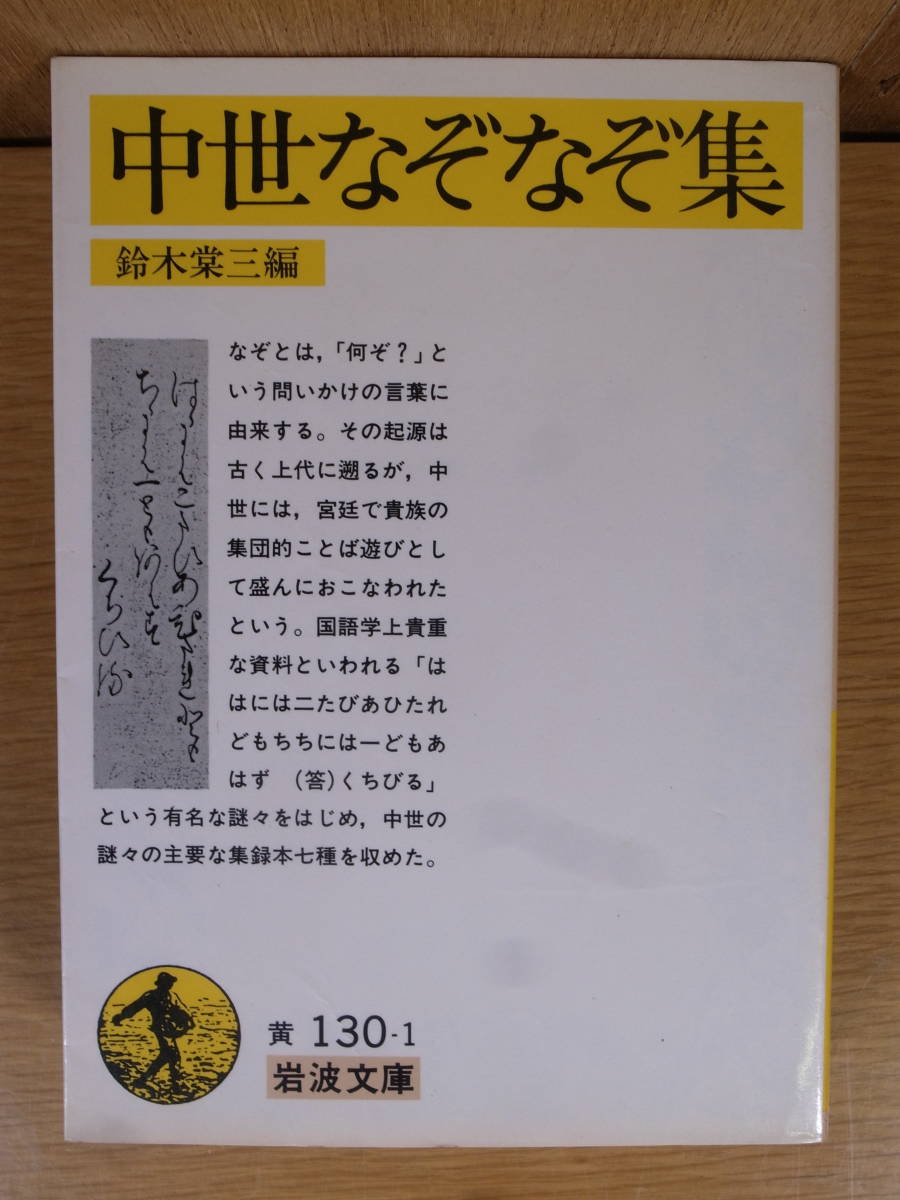 中世なぞなぞ集
鈴木棠三編
なぞとは，「何ぞ？」と
いう問いかけの言葉に
由来する。その起源は
古く上代に遡るが，中
世には，宮廷で貴族の
集団的ことば遊びとし
て盛んにおこなわれた
という。国語学上貴重
な資料といわれる「は
はには二たびあひたれ
どもちちには一どもあ
はず　（答）くちびる」
という有名な謎々をはじめ，中世の
謎々の主要な集録本七種を収めた。
黄 130-1
岩波文庫